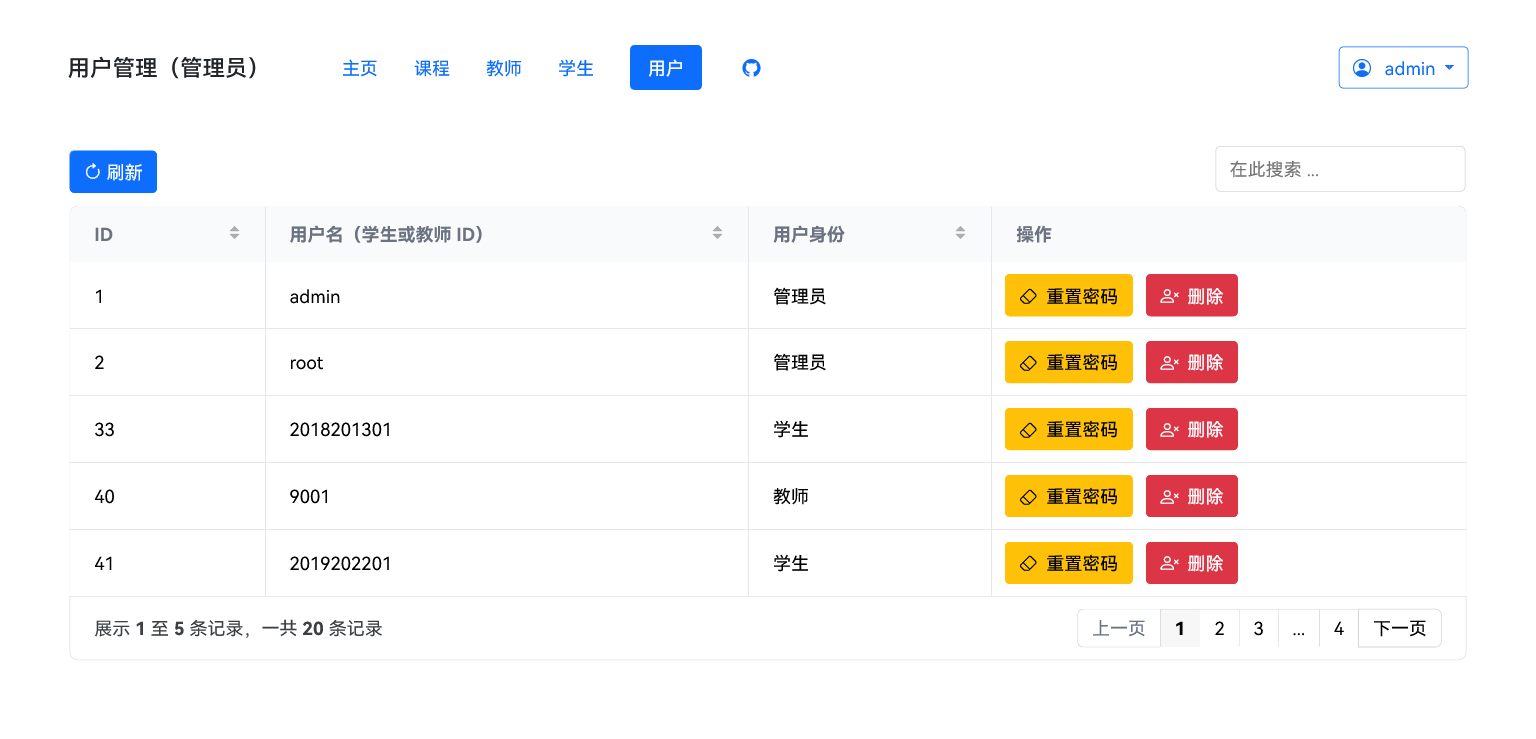 用户管理（管理员） 主页 课程 教师 学生 用户 admin
刷新 在此搜索 ...
ID 用户名（学生或教师 ID） 用户身份 操作
1 admin 管理员 重置密码 删除
2 root 管理员 重置密码 删除
33 2018201301 学生 重置密码 删除
40 9001 教师 重置密码 删除
41 2019202201 学生 重置密码 删除
展示 1 至 5 条记录，一共 20 条记录 上一页 1 2 3 ... 4 下一页